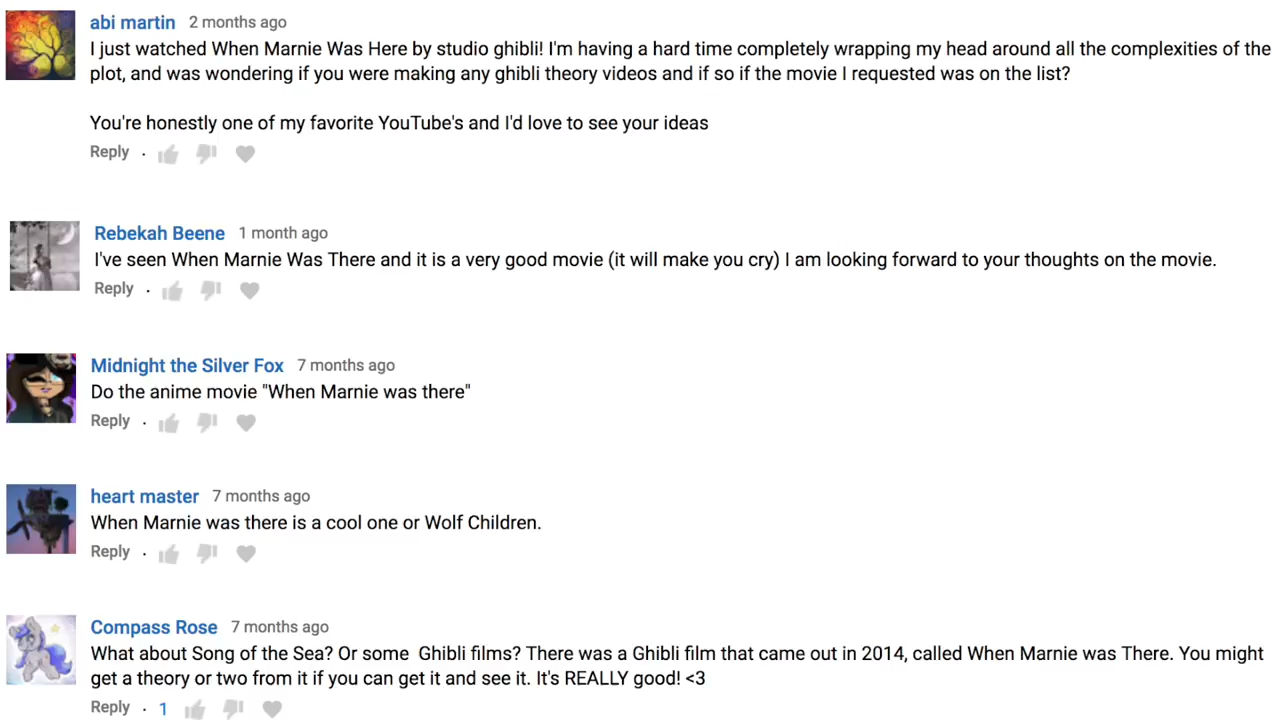 abi martin 2 months ago
I just watched When Marnie Was Here by studio ghibli! I'm having a hard time completely wrapping my head around all the complexities of the
plot, and was wondering if you were making any ghibli theory videos and if so if the movie I requested was on the list?
You're honestly one of my favorite YouTube's and I'd love to see your ideas
Reply ·
Rebekah Beene 1 month ago
I've seen When Marnie Was There and it is a very good movie (it will make you cry) I am looking forward to your thoughts on the movie.
Reply ·
Midnight the Silver Fox 7 months ago
Do the anime movie "When Marnie was there"
Reply ·
heart master 7 months ago
When Marnie was there is a cool one or Wolf Children.
Reply ·
Compass Rose 7 months ago
What about Song of the Sea? Or some  Ghibli films? There was a Ghibli film that came out in 2014, called When Marnie was There. You might
get a theory or two from it if you can get it and see it. It's REALLY good! <3
Reply · 1